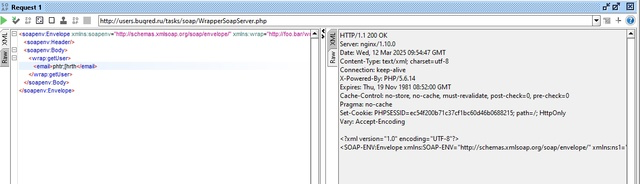 Request 1
http://users.bugred.ru/tasks/soap/WrapperSoapServer.php
XML
Raw
<soapenv:Envelope xmlns:soapenv="http://schemas.xmlsoap.org/soap/envelope/" xmlns:wrap="http://foo.bar/w
<soapenv:Header/>
<soapenv:Body>
<wrap:getUser>
<email>
</email>
</wrap:getUser>
</soapenv:Body>
</soapenv:Envelope>
XML
Raw
HTTP/1.1 200 OK
Server: nginx/1.10.0
Date: Wed, 12 Mar 2025 09:54:47 GMT
Content-Type: text/xml; charset=utf-8
Connection: keep-alive
X-Powered-By: PHP/5.6.14
Expires: Thu, 19 Nov 1981 08:52:00 GMT
Cache-Control: no-store, no-cache, must-revalidate, post-check=0, pre-check=0
Pragma: no-cache
Set-Cookie: PHPSESSID=ec54f200b71c37cf1bc60d46b0688215; path=/; HttpOnly
Vary: Accept-Encoding
<?xml version="1.0" encoding="UTF-8"?>
<SOAP-ENV:Envelope xmlns:SOAP-ENV="http://schemas.xmlsoap.org/soap/envelope/" xmlns:ns1="